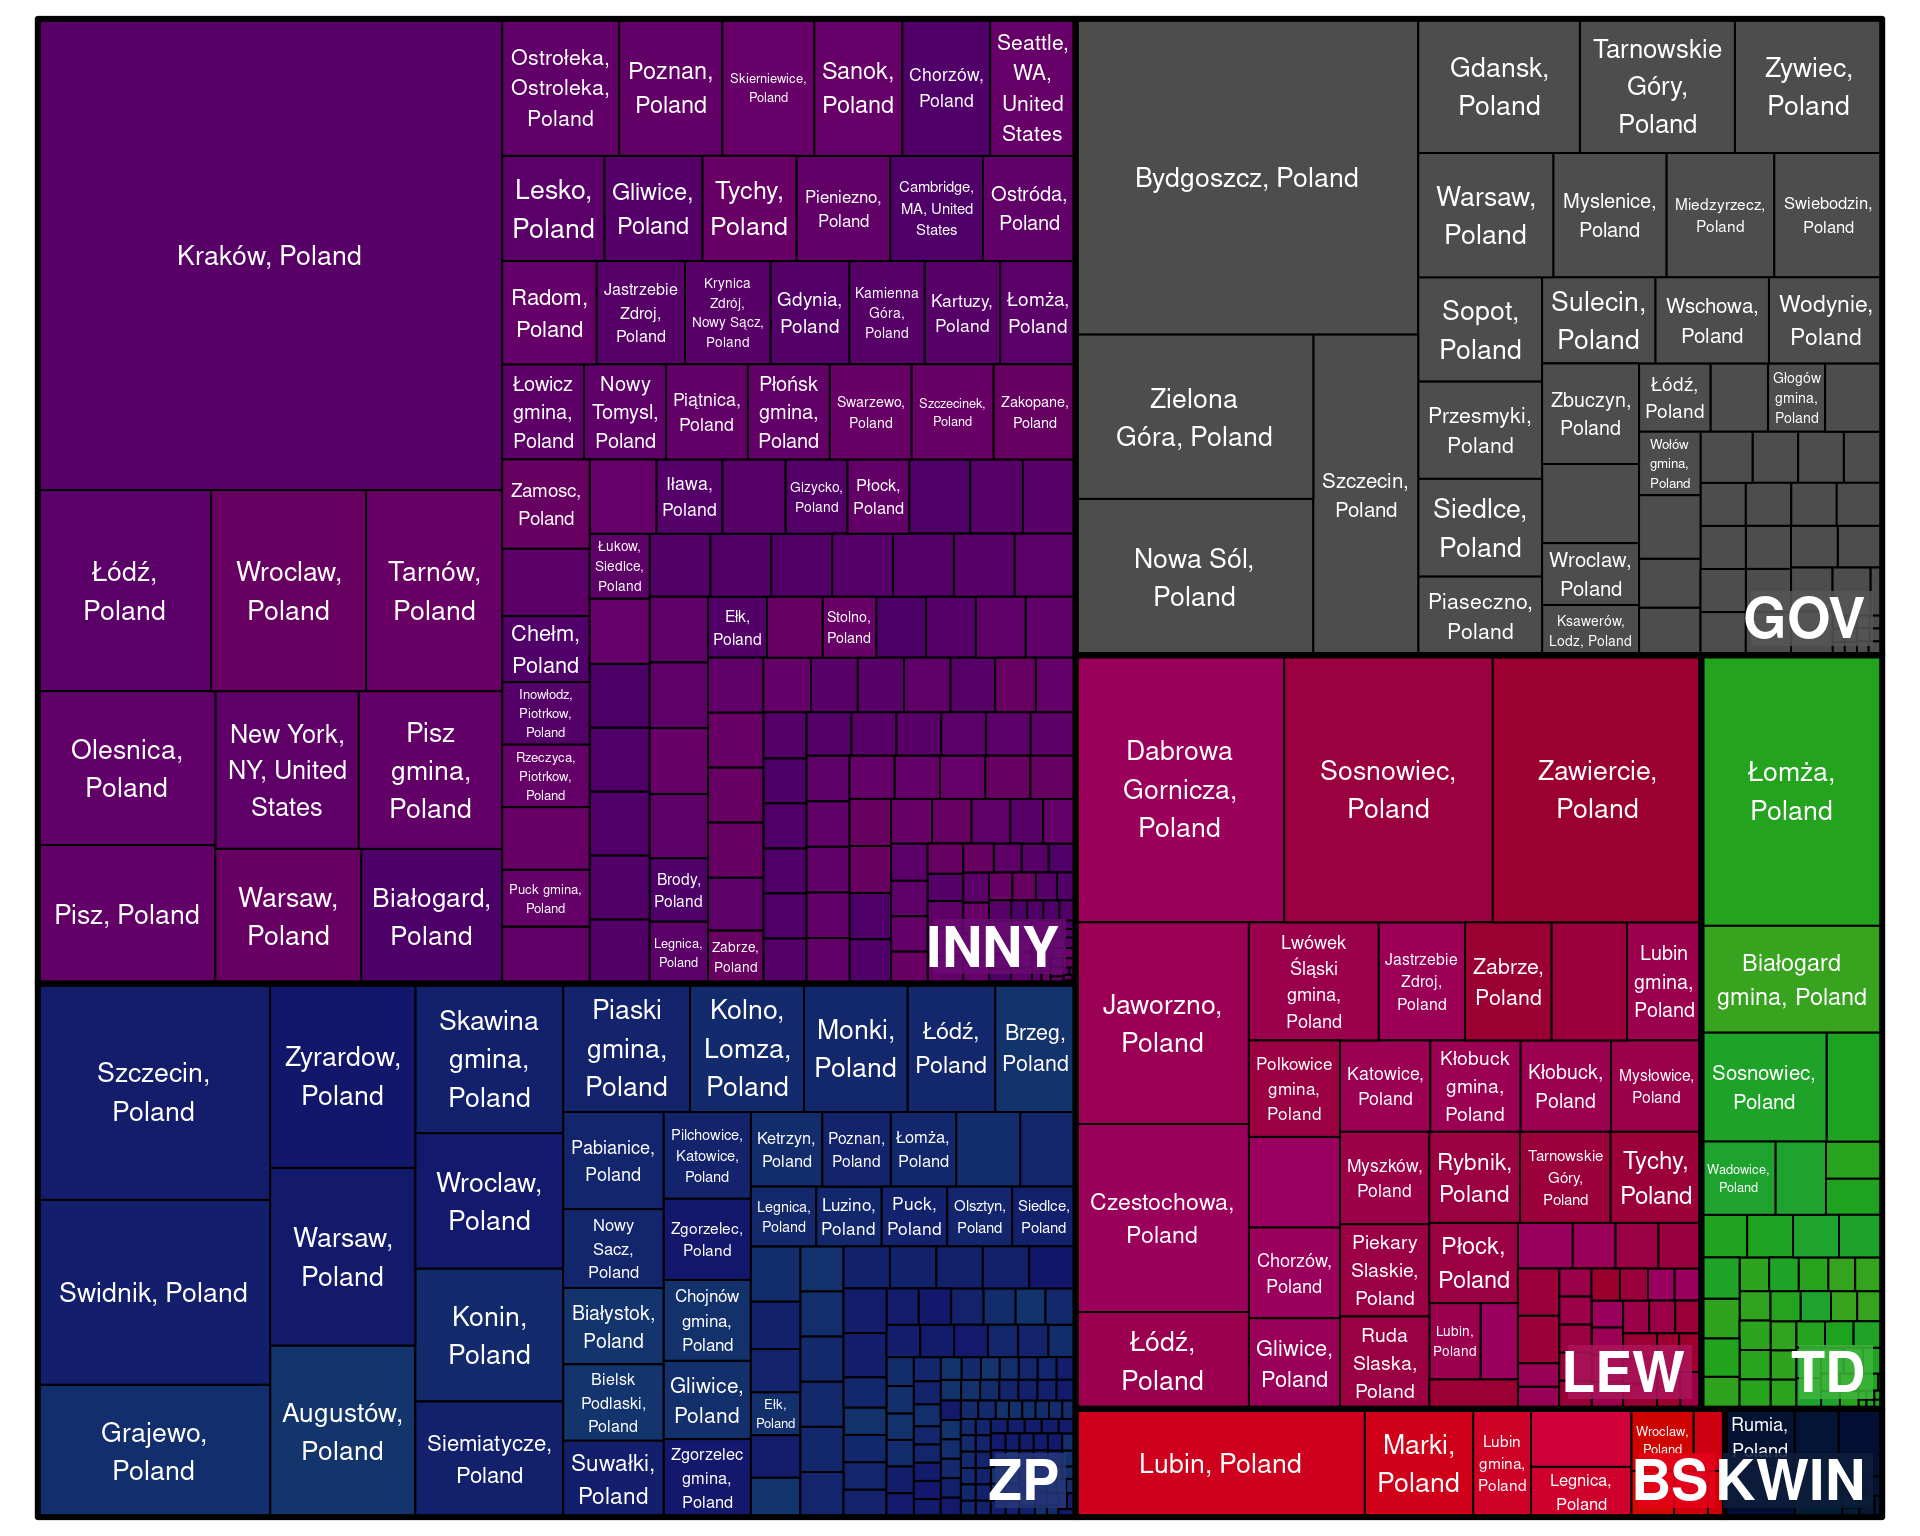 Kraków, Poland
Łódź,
Poland
Wroclaw,
Poland
Tarnów,
Poland
Olesnica,
Poland
New York,
NY, United
States
Pisz
gmina,
Poland
Pisz, Poland
Warsaw,
Poland
Białogard,
Poland
Ostrołeka,
Ostroleka,
Poland
Poznan,
Poland
Skierniewice,
Poland
Sanok,
Poland
Chorzów,
Poland
Seattle,
WA,
United
States
Lesko,
Poland
Gliwice,
Poland
Tychy,
Poland
Pieniezno,
Poland
Cambridge,
MA, United
States
Ostróda,
Poland
Radom,
Poland
Jastrzebie
Zdroj,
Poland
Krynica
Zdrój,
Nowy Sącz,
Poland
Gdynia,
Poland
Kamienna
Góra,
Poland
Kartuzy,
Poland
Łomża,
Poland
Łowicz
gmina,
Poland
Nowy
Tomysl,
Poland
Piątnica,
Poland
Płońsk
gmina,
Poland
Swarzewo,
Poland
Szczecinek,
Poland
Zakopane,
Poland
Zamosc,
Poland
Iława,
Poland
Gizycko,
Poland
Płock,
Poland
Łukow,
Siedlce,
Poland
Chełm,
Poland
Ełk,
Poland
Stolno,
Poland
Inowłodz,
Piotrkow,
Poland
Rzeczyca,
Piotrkow,
Poland
Puck gmina,
Poland
Brody,
Poland
Legnica,
Poland
Zabrze,
Poland
INNY
Bydgoszcz, Poland
Zielona
Góra, Poland
Nowa Sól,
Poland
Szczecin,
Poland
Gdansk,
Poland
Tarnowskie
Góry,
Poland
Zywiec,
Poland
Warsaw,
Poland
Myslenice,
Poland
Miedzyrzecz,
Poland
Swiebodzin,
Poland
Sopot,
Poland
Sulecin,
Poland
Wschowa,
Poland
Wodynie,
Poland
Przesmyki,
Poland
Zbuczyn,
Poland
Łódź,
Poland
Głogów
gmina,
Poland
Wołów
gmina,
Poland
Siedlce,
Poland
Wroclaw,
Poland
Piaseczno,
Poland
Ksawerów,
Lodz, Poland
GOV
Szczecin,
Poland
Swidnik, Poland
Grajewo,
Poland
Zyrardow,
Poland
Warsaw,
Poland
Augustów,
Poland
Skawina
gmina,
Poland
Wroclaw,
Poland
Konin,
Poland
Siemiatycze,
Poland
Piaski
gmina,
Poland
Kolno,
Lomza,
Poland
Monki,
Poland
Łódź,
Poland
Brzeg,
Poland
Pabianice,
Poland
Pilchowice,
Katowice,
Poland
Ketrzyn,
Poland
Poznan,
Poland
Łomża,
Poland
Nowy
Sacz,
Poland
Zgorzelec,
Poland
Legnica,
Poland
Luzino,
Poland
Puck,
Poland
Olsztyn,
Poland
Siedlce,
Poland
Białystok,
Poland
Chojnów
gmina,
Poland
Bielsk
Podlaski,
Poland
Gliwice,
Poland
Ełk,
Poland
Suwałki,
Poland
Zgorzelec
gmina,
Poland
ZP
Dabrowa
Gornicza,
Poland
Sosnowiec,
Poland
Zawiercie,
Poland
Jaworzno,
Poland
Czestochowa,
Poland
Łódź,
Poland
Lwówek
Śląski
gmina,
Poland
Jastrzebie
Zdroj,
Poland
Zabrze,
Poland
Lubin
gmina,
Poland
Polkowice
gmina,
Poland
Katowice,
Poland
Kłobuck
gmina,
Poland
Kłobuck,
Poland
Mysłowice,
Poland
Myszków,
Poland
Rybnik,
Poland
Tarnowskie
Góry,
Poland
Tychy,
Poland
Chorzów,
Poland
Piekary
Slaskie,
Poland
Płock,
Poland
Gliwice,
Poland
Ruda
Slaska,
Poland
Lubin,
Poland
LEW
Łomża,
Poland
Białogard
gmina, Poland
Sosnowiec,
Poland
Wadowice,
Poland
TD
Lubin, Poland
Marki,
Poland
Lubin
gmina,
Poland
Legnica,
Poland
Wroclaw,
Poland
BS
Rumia,
Poland
KWIN